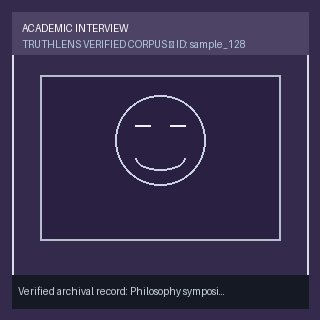 ACADEMIC INTERVIEW
TRUTHLENS VERIFIED CORPUS ID: sample_128
Verified archival record: Philosophy symposi...